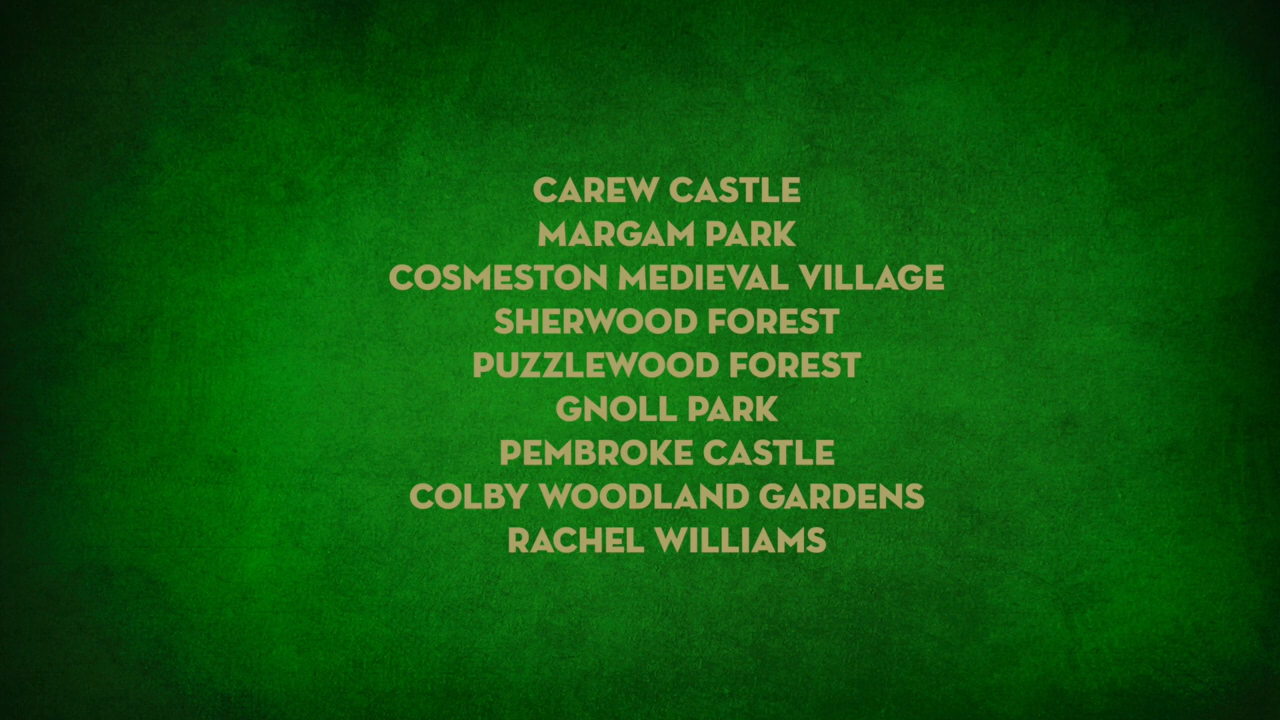 CAREW CASTLE
MARGAM PARK
COSMESTON MEDIEVAL VILLAGE
SHERWOOD FOREST
PUZZLEWOOD FOREST
GNOLL PARK
PEMBROKE CASTLE
COLBY WOODLAND GARDENS
RACHEL WILLIAMS